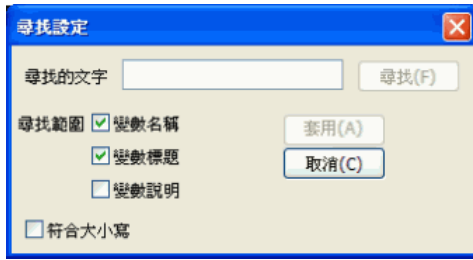 尋找設定
尋找的文字 尋找(F)
尋找範圍 變數名稱 套用(A)
變數標題 取消(C)
變數説明
符合大小寫